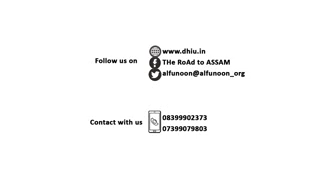 Follow us on
www.dhiu.in
THe RoAd to ASSAM
alfunoon@alfunoon_org
Contact with us
08399902373
07399079803